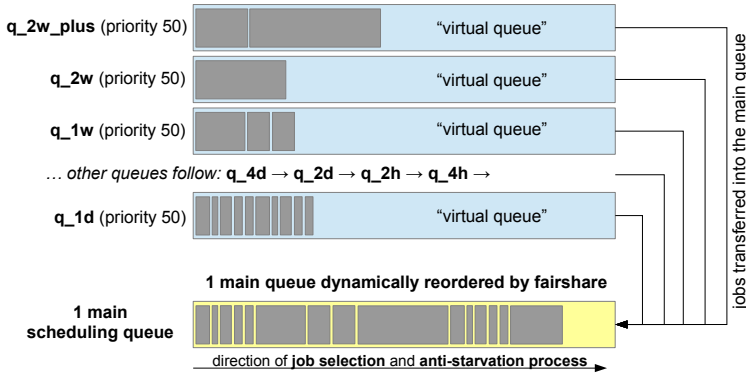 q_2w_plus (priority 50)
“virtual queue”
q_2w (priority 50)
“virtual queue”
q_1w (priority 50)
“virtual queue”
... other queues follow: q_4d → q_2d → q_2h → q_4h →
q_1d (priority 50)
“virtual queue”
jobs transferred into the main queue
1 main queue dynamically reordered by fairshare
1 main
scheduling queue
direction of job selection and anti-starvation process